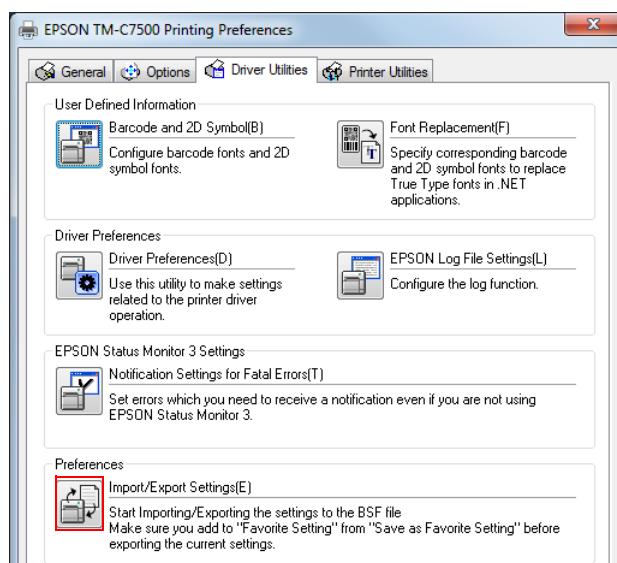 EPSON TM-C7500 Printing Preferences
General Options Driver Utilities Printer Utilities
User Defined Information
Barcode and 2D Symbol(B)
Configure barcode fonts and 2D
symbol fonts.
Font Replacement(F)
Specify corresponding barcode
and 2D symbol fonts to replace
True Type fonts in .NET
applications.
Driver Preferences
Driver Preferences(D)
Use this utility to make settings
related to the printer driver
operation.
EPSON Log File Settings(L)
Configure the log function.
EPSON Status Monitor 3 Settings
Notification Settings for Fatal Errors(T)
Set errors which you need to receive a notification even if you are not using
EPSON Status Monitor 3.
Preferences
Import/Export Settings(E)
Start Importing/Exporting the settings to the BSF file
Make sure you add to "Favorite Setting" from "Save as Favorite Setting" before
exporting the current settings.